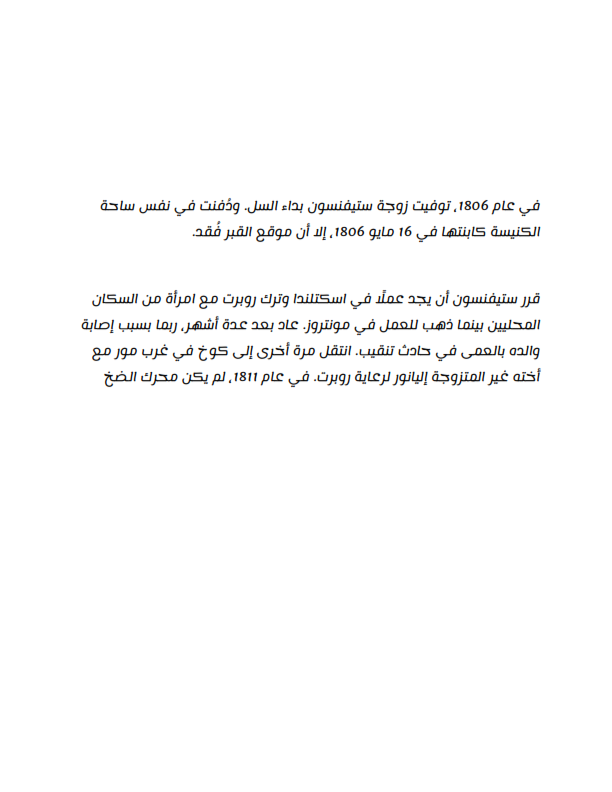 في عام 1806، توفيت زوجة ستيفنسون بداء السل. ودُفنت في نفس ساحة
الكنيسة كابنتها في 16 مايو 1806، إلا أن موقع القبر فُقد.
قرر ستيفنسون أن يجد عملًا في اسكتلندا وترك روبرت مع امرأة من السكان
المحليين بينما ذهب للعمل في مونتروز. عاد بعد عدة أشهر، ربما بسبب إصابة
والده بالعمى في حادث تنقيب. انتقل مرة أخرى إلى كوخ في غرب مور مع
أخته غير المتزوجة إليانور لرعاية روبرت. في عام 1811، لم يكن محرك الضخ